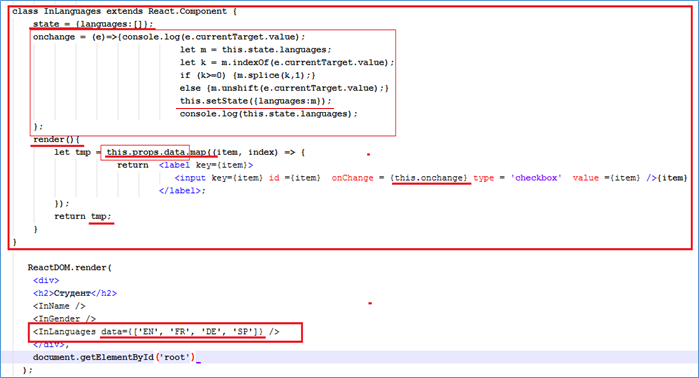 class InLanguages extends React.Component {
state = {languages:[]};
onchange = (e)=>{console.log(e.currentTarget.value);
let m = this.state.languages;
let k = m.indexOf(e.currentTarget.value);
if (k>=0) {m.splice(k,1);}
else {m.unshift(e.currentTarget.value);}
this.setState({languages:m});
console.log(this.state.languages);
};
render(){
let tmp = this.props.data.map((item, index) => {
return <label key={item}>
<input key={item} id ={item} onChange = {this.onchange} type = 'checkbox' value ={item} />{item}
</label>;
});
return tmp;
}
}
ReactDOM.render(
<div>
<h2>Студент</h2>
<InName />
<InGender />
<InLanguages data={['EN', 'FR', 'DE', 'SP']} />
</div>,
document.getElementById('root')
);